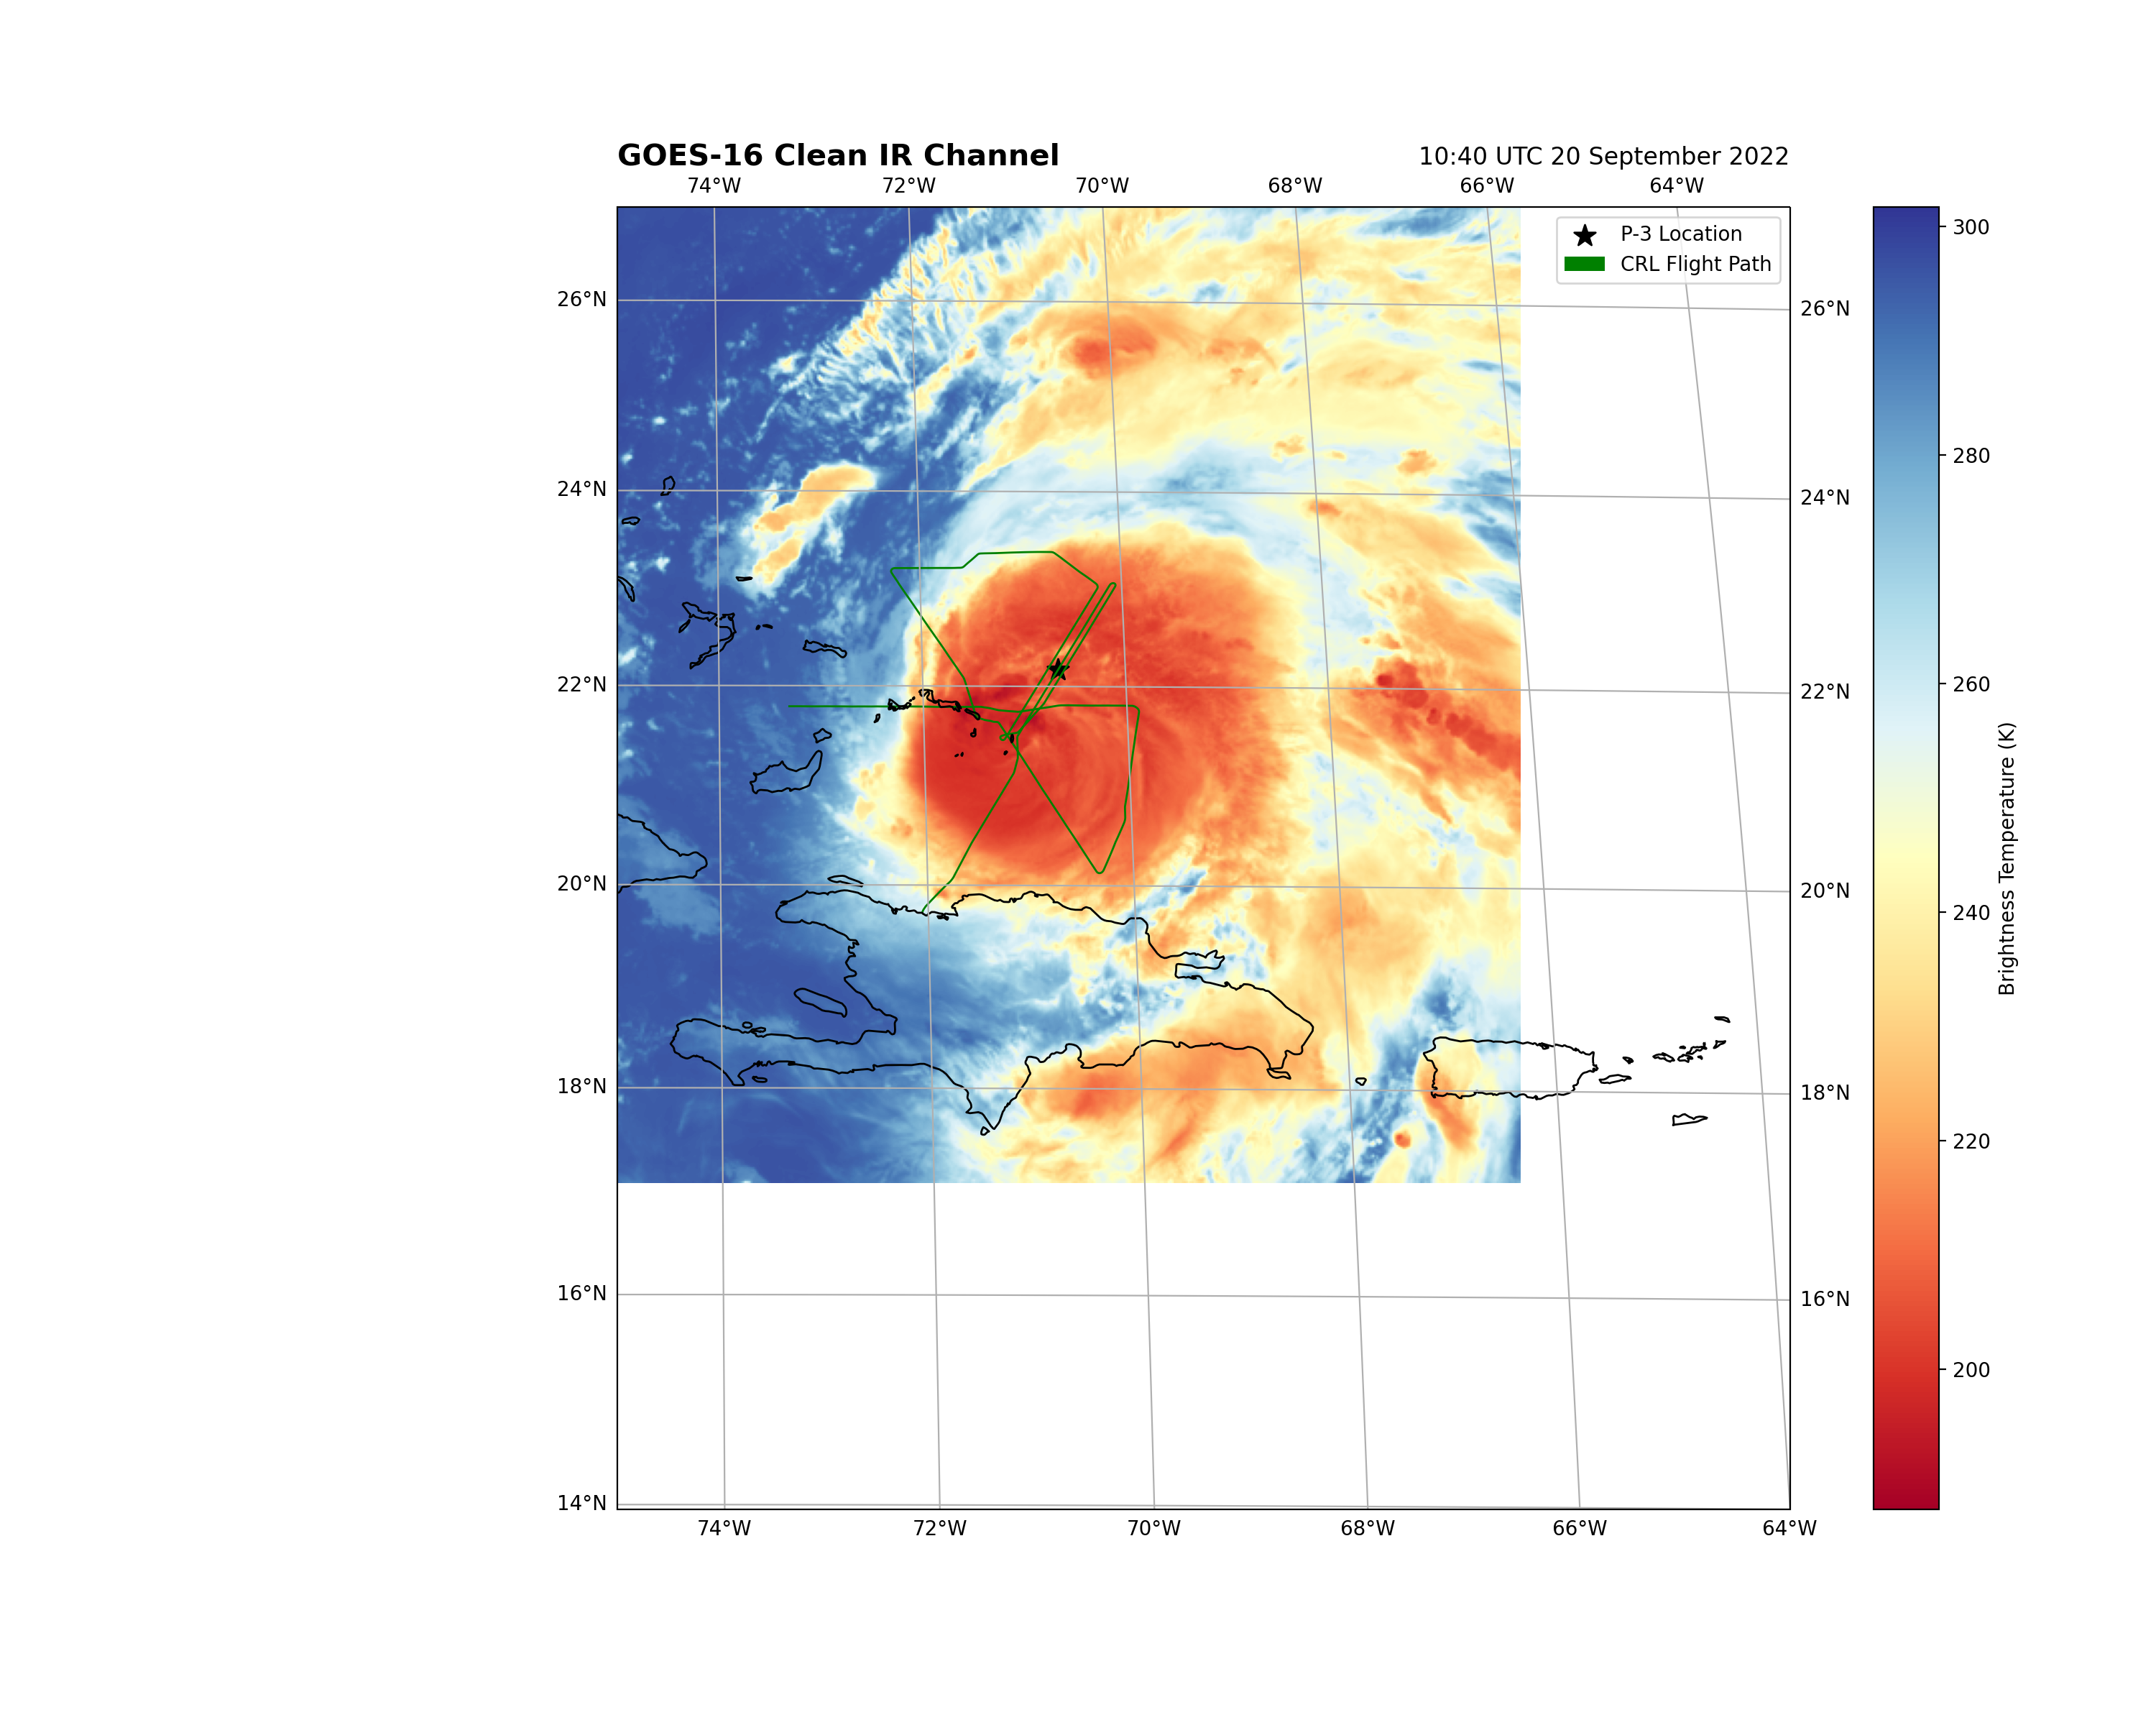 GOES-16 Clean IR Channel
10:40 UTC 20 September 2022
74°W 72°W 70°W 68°W 66°W 64°W
P-3 Location
CRL Flight Path
26°N 26°N
24°N 24°N
22°N 22°N
20°N 20°N
18°N 18°N
16°N 16°N
14°N
74°W 72°W 70°W 68°W 66°W 64°W
300
280
260
240
220
200
Brightness Temperature (K)